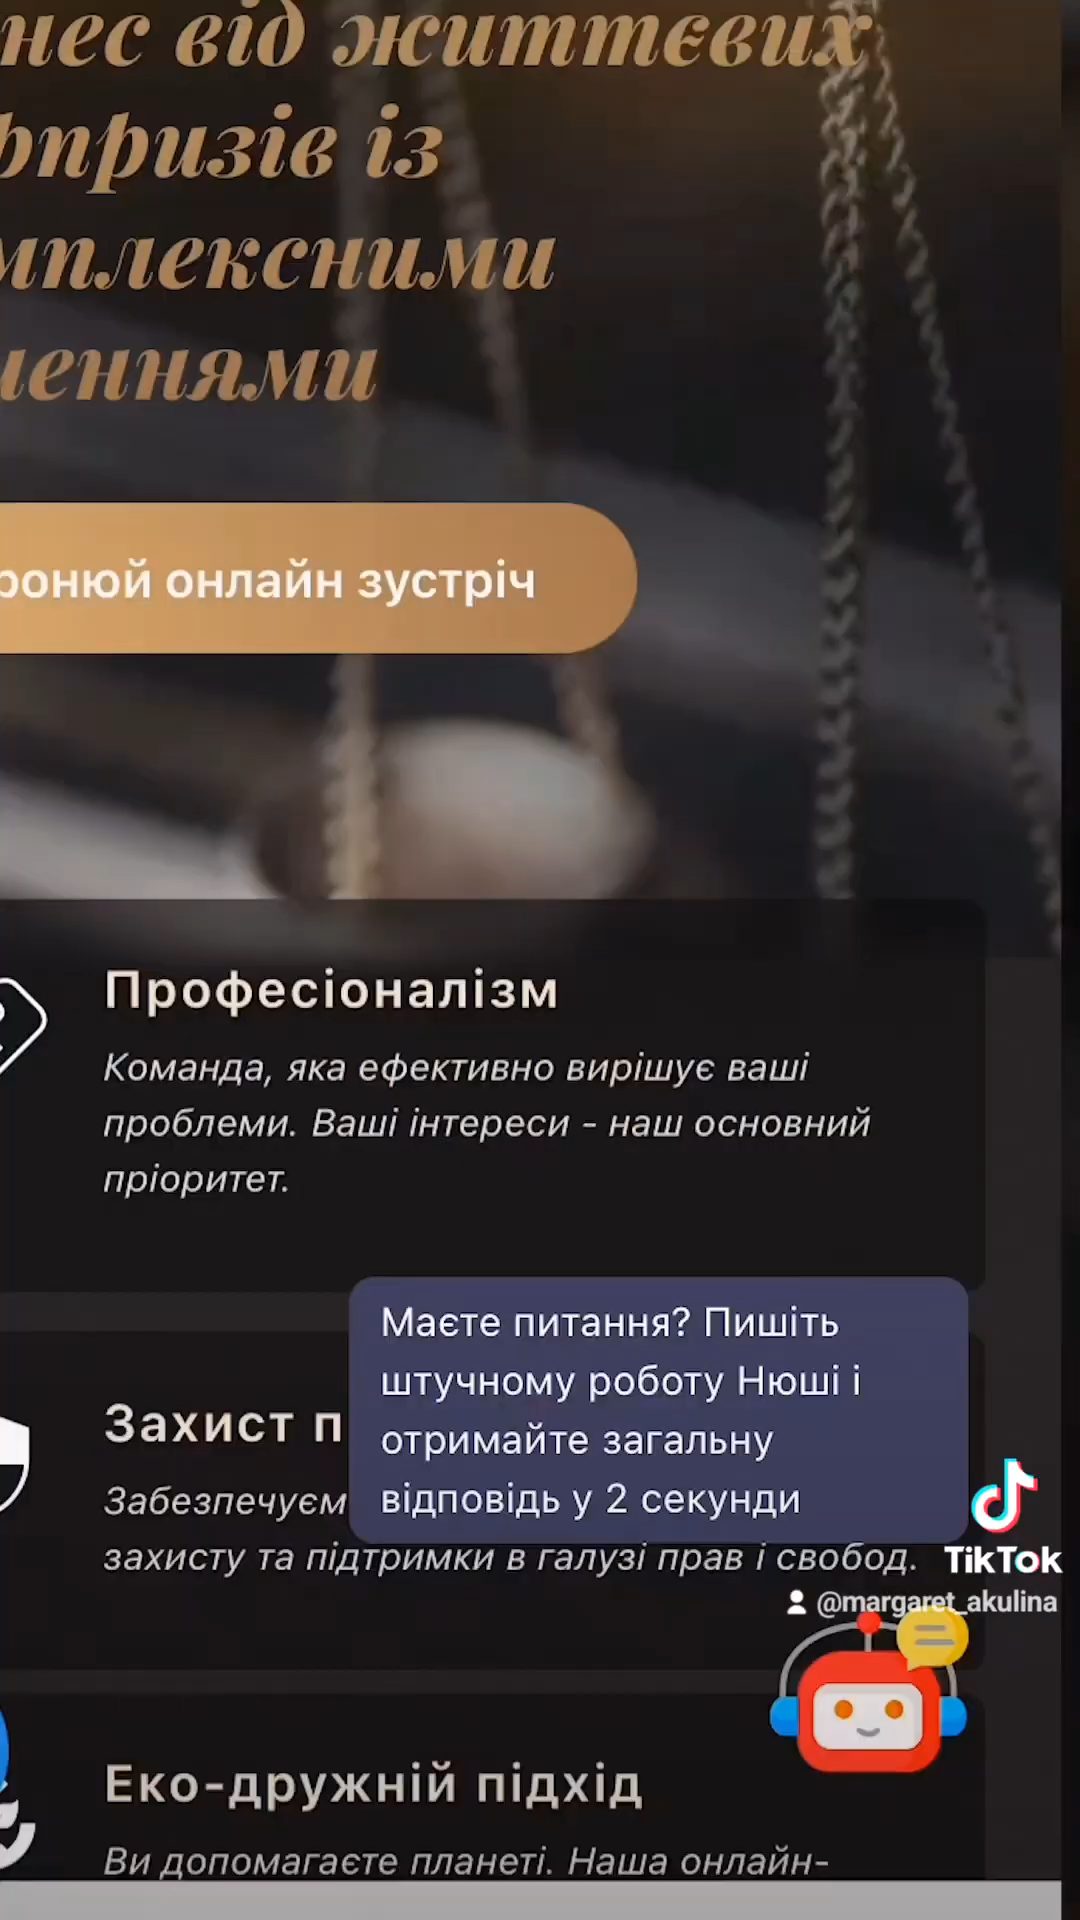 нес від життєвих
рпризів із
мплексними
еннями
ронюй онлайн зустріч
Професіоналізм
Команда, яка ефективно вирішує ваші
проблеми. Ваші інтереси - наш основний
пріоритет.
Маєте питання? Пишіть
штучному роботу Нюші і
отримайте загальну
відповідь у 2 секунди
Захист п
Забезпечуєм
захисту та підтримки в галузі прав і свобод.
TikTok
@margaret_akulina
Еко-дружній підхід
Ви допомагаєте планеті. Наша онлайн-